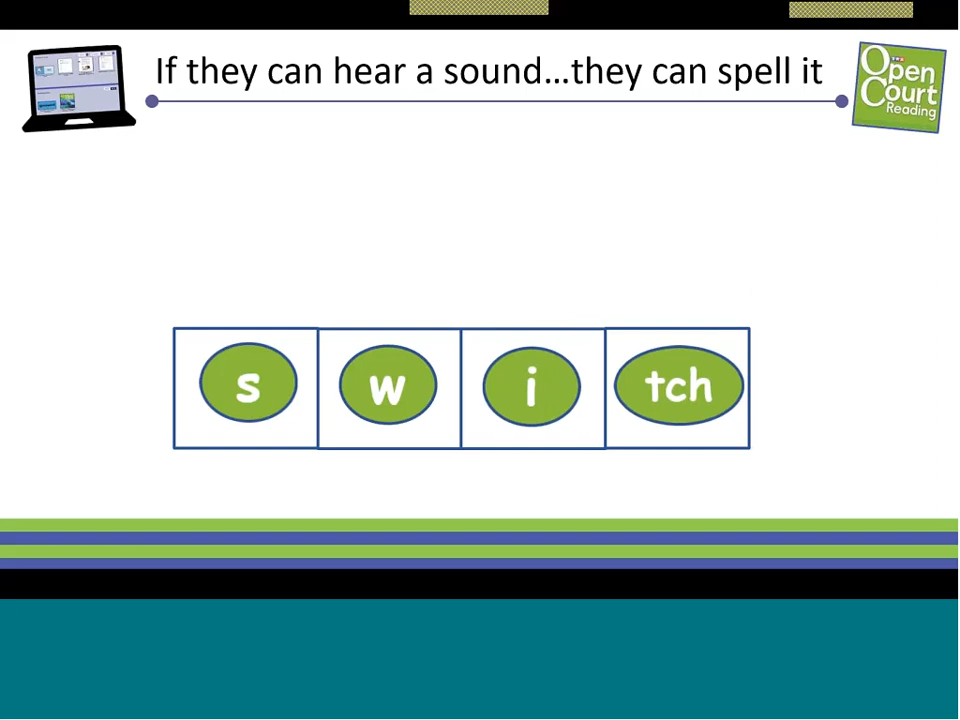 If they can hear a sound…they can spell it
Open
Court
Reading
s w i tch